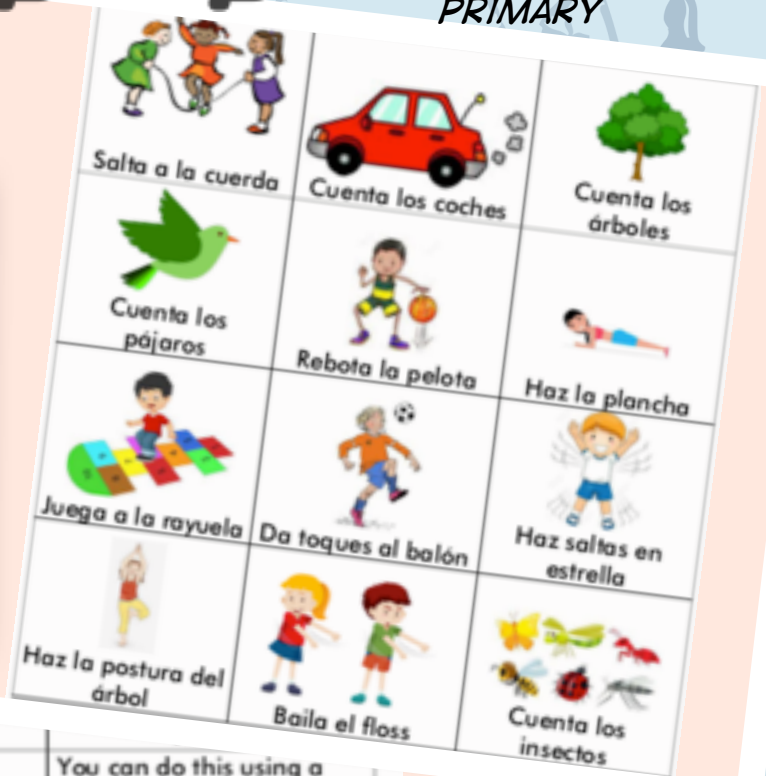 PRIMARY
Salta a la cuerda
Cuenta los coches
Cuenta los
árboles
Cuenta los
pájaros
Rebota la pelota
Haz la plancha
Juega a la rayuela
Da toques al balón
Haz saltas en
estrella
Haz la postura del
árbol
Baila el floss
Cuenta los
insectos
You can do this using a